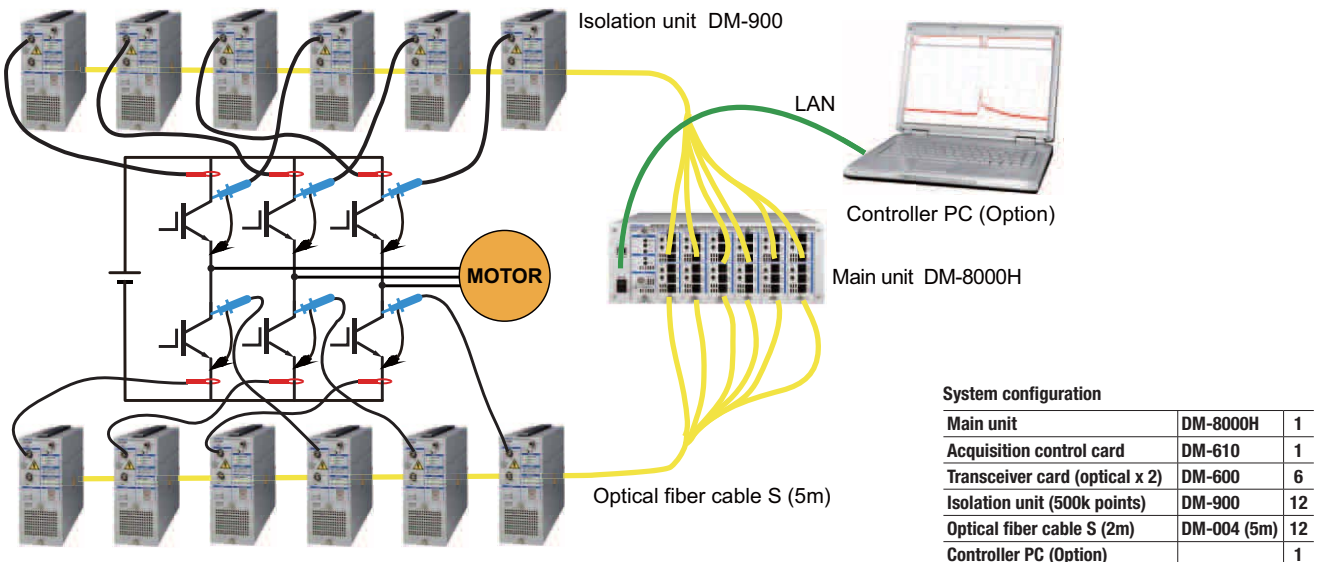 Isolation unit DM-900
LAN
Controller PC (Option)
MOTOR
Main unit DM-8000H
Optical fiber cable S (5m)
System configuration
Main unit DM-8000H 1
Acquisition control card DM-610 1
Transceiver card (optical x 2) DM-600 6
Isolation unit (500k points) DM-900 12
Optical fiber cable S (2m) DM-004 (5m) 12
Controller PC (Option) 1